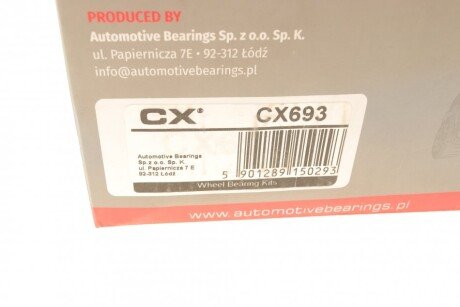 PRODUCED BY
Automotive Bearings Sp. z o.o. Sp. K.
ul. Papiernicza 7E • 92-312 Łódź
info@automotivebearings.pl
CX® CX693
Automotive Bearings
Sp. z o.o. Sp. K.
ul. Papiernicza 7 E
92-312 Łódź
5 901289 150293
Wheel Bearing Kits
www.automotivebearings.pl